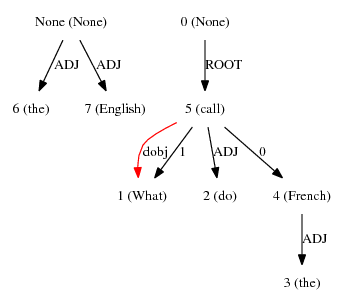 None (None) 0 (None)
ADJ ADJ ROOT
6 (the) 7 (English) 5 (call)
dobj 1 ADJ 0
1 (What) 2 (do) 4 (French)
ADJ
3 (the)